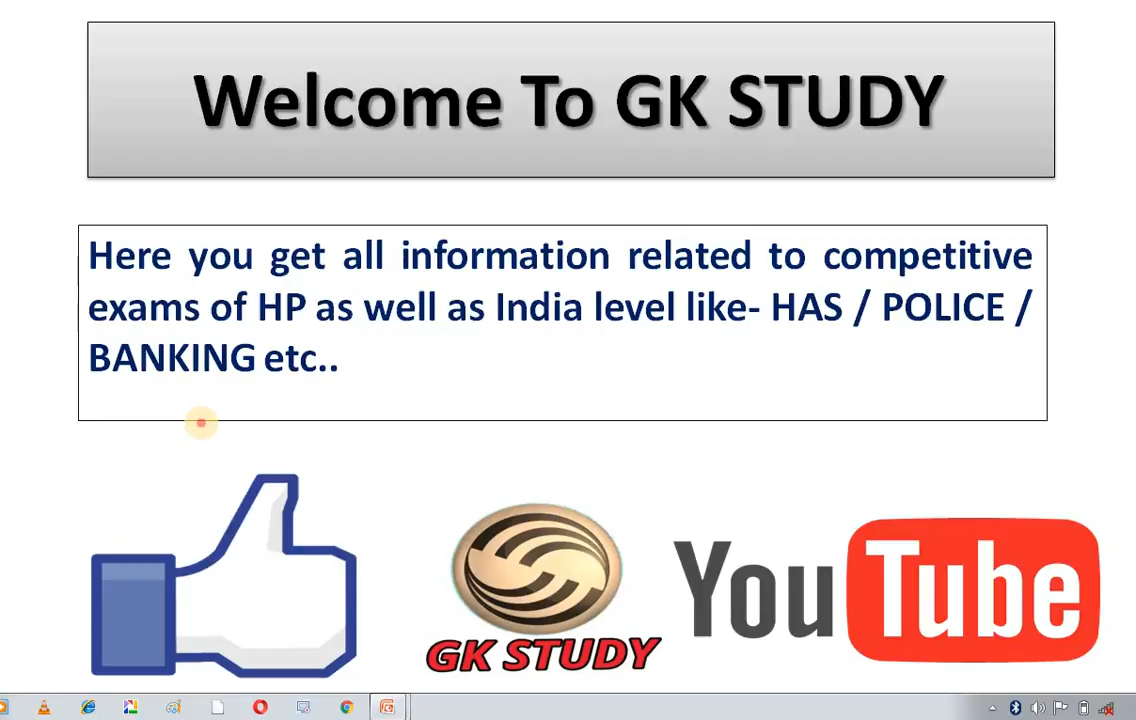 Welcome To GK STUDY
Here you get all information related to competitive
exams of HP as well as India level like- HAS / POLICE /
BANKING etc..
GK STUDY
YouTube